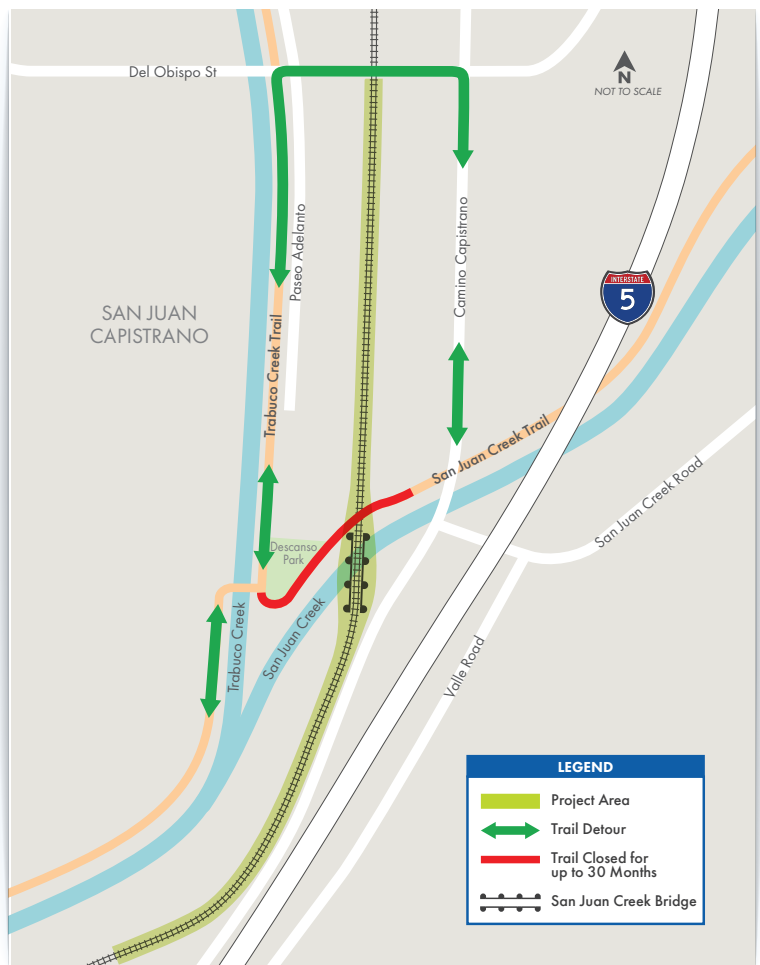 Del Obispo St
N
NOT TO SCALE
Paseo Adelanto
Camino Capistrano
INTERSTATE
5
SAN JUAN
CAPISTRANO
Trabuco Creek Trail
San Juan Creek Trail
San Juan Creek Road
Descanso
Park
San Juan Creek
Trabuco Creek
Valle Road
LEGEND
Project Area
Trail Detour
Trail Closed for
up to 30 Months
San Juan Creek Bridge